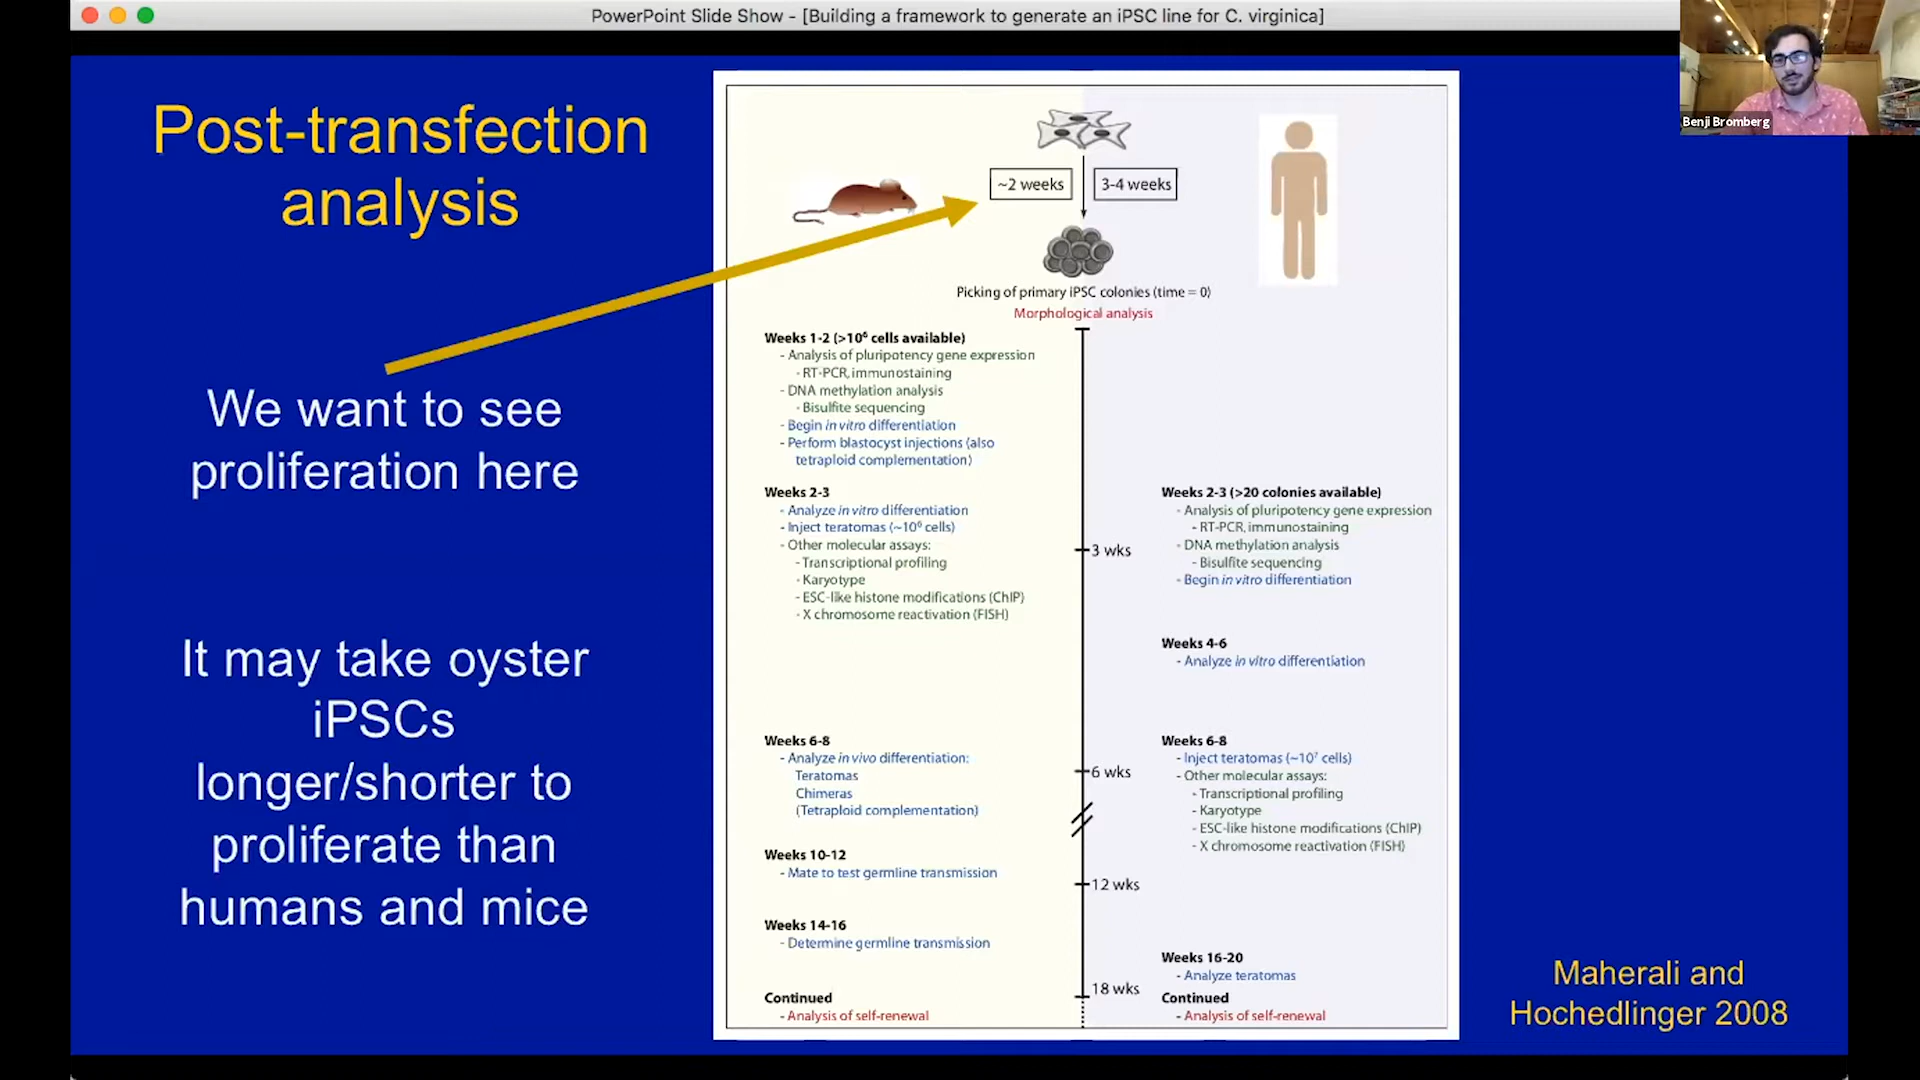 PowerPoint Slide Show - [Building a framework to generate an iPSC line for C. virginica]
Benji Bromberg
Post-transfection
analysis
We want to see
proliferation here
It may take oyster
iPSCs
longer/shorter to
proliferate than
humans and mice
~2 weeks
3-4 weeks
Picking of primary iPSC colonies (time = 0)
Morphological analysis
Weeks 1-2 (>10⁶ cells available)
- Analysis of pluripotency gene expression
- RT-PCR, immunostaining
- DNA methylation analysis
- Bisulfite sequencing
- Begin in vitro differentiation
- Perform blastocyst injections (also
tetraploid complementation)
Weeks 2-3
- Analyze in vitro differentiation
- Inject teratomas (~10⁶ cells)
- Other molecular assays:
- Transcriptional profiling
- Karyotype
- ESC-like histone modifications (ChIP)
- X chromosome reactivation (FISH)
Weeks 6-8
- Analyze in vivo differentiation:
Teratomas
Chimeras
(Tetraploid complementation)
Weeks 10-12
- Mate to test germline transmission
Weeks 14-16
- Determine germline transmission
Continued
- Analysis of self-renewal
3 wks
6 wks
12 wks
18 wks
Weeks 2-3 (>20 colonies available)
- Analysis of pluripotency gene expression
- RT-PCR, immunostaining
- DNA methylation analysis
- Bisulfite sequencing
- Begin in vitro differentiation
Weeks 4-6
- Analyze in vitro differentiation
Weeks 6-8
- Inject teratomas (~10⁷ cells)
- Other molecular assays:
- Transcriptional profiling
- Karyotype
- ESC-like histone modifications (ChIP)
- X chromosome reactivation (FISH)
Weeks 16-20
- Analyze teratomas
Continued
- Analysis of self-renewal
Maherali and
Hochedlinger 2008